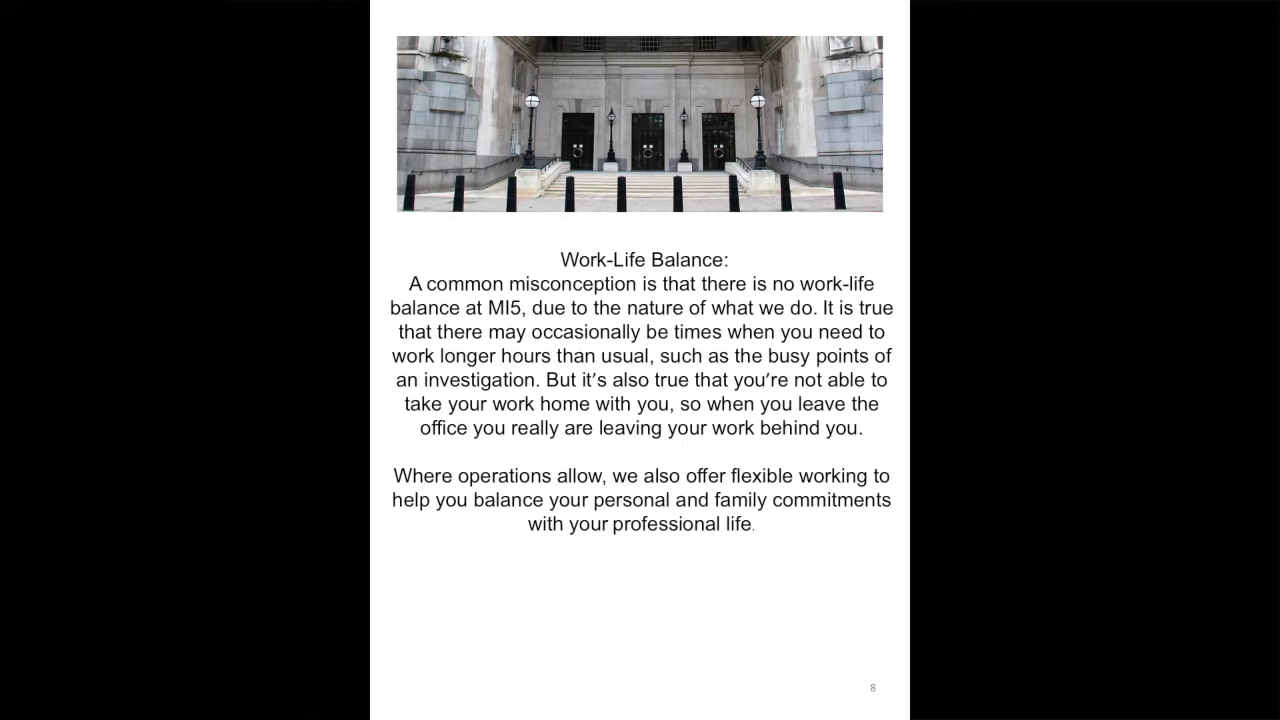 Work-Life Balance:
A common misconception is that there is no work-life
balance at MI5, due to the nature of what we do. It is true
that there may occasionally be times when you need to
work longer hours than usual, such as the busy points of
an investigation. But it’s also true that you’re not able to
take your work home with you, so when you leave the
office you really are leaving your work behind you.
Where operations allow, we also offer flexible working to
help you balance your personal and family commitments
with your professional life.
8